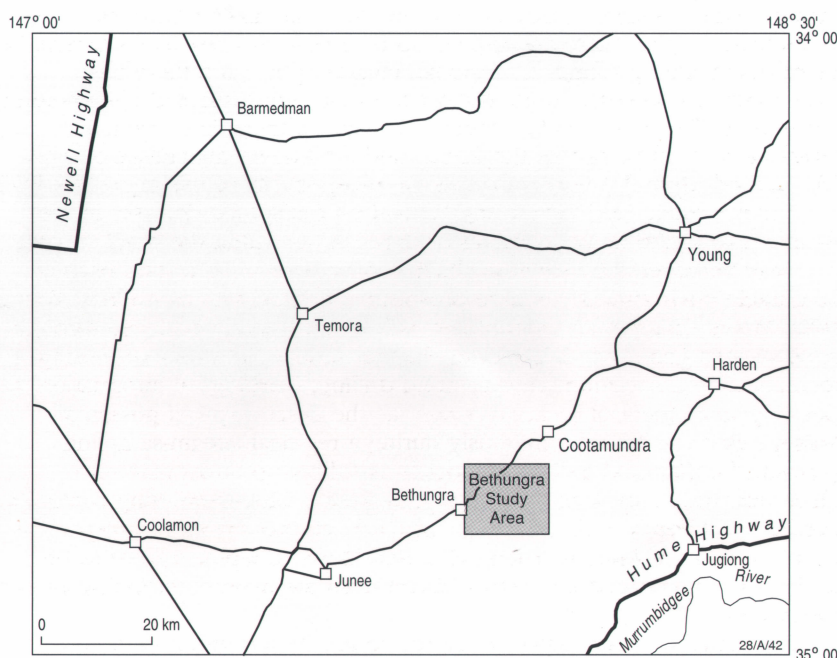 147° 00'
148° 30'
34° 00'
Newell Highway
Barmedman
Young
Temora
Harden
Cootamundra
Bethungra
Study
Area
Bethungra
Coolamon
Hume Highway
Jugiong
Junee
Murrumbidgee River
0 20 km
28/A/42
35° 00'